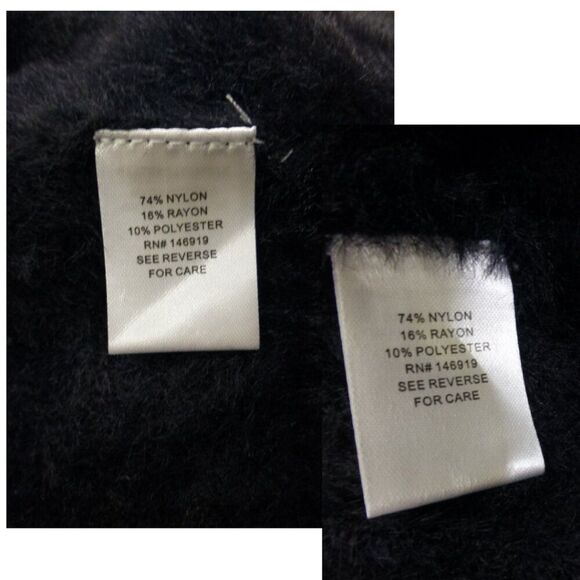 74% NYLON
16% RAYON
10% POLYESTER
RN# 146919
SEE REVERSE
FOR CARE
74% NYLON
16% RAYON
10% POLYESTER
RN# 146919
SEE REVERSE
FOR CARE